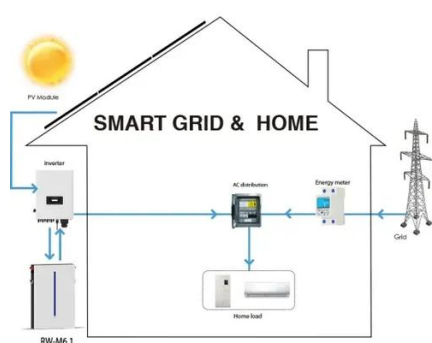 PV Module
SMART GRID & HOME
Inverter
AC distribution
Energy meter
Grid
Home load
RW-M6.1